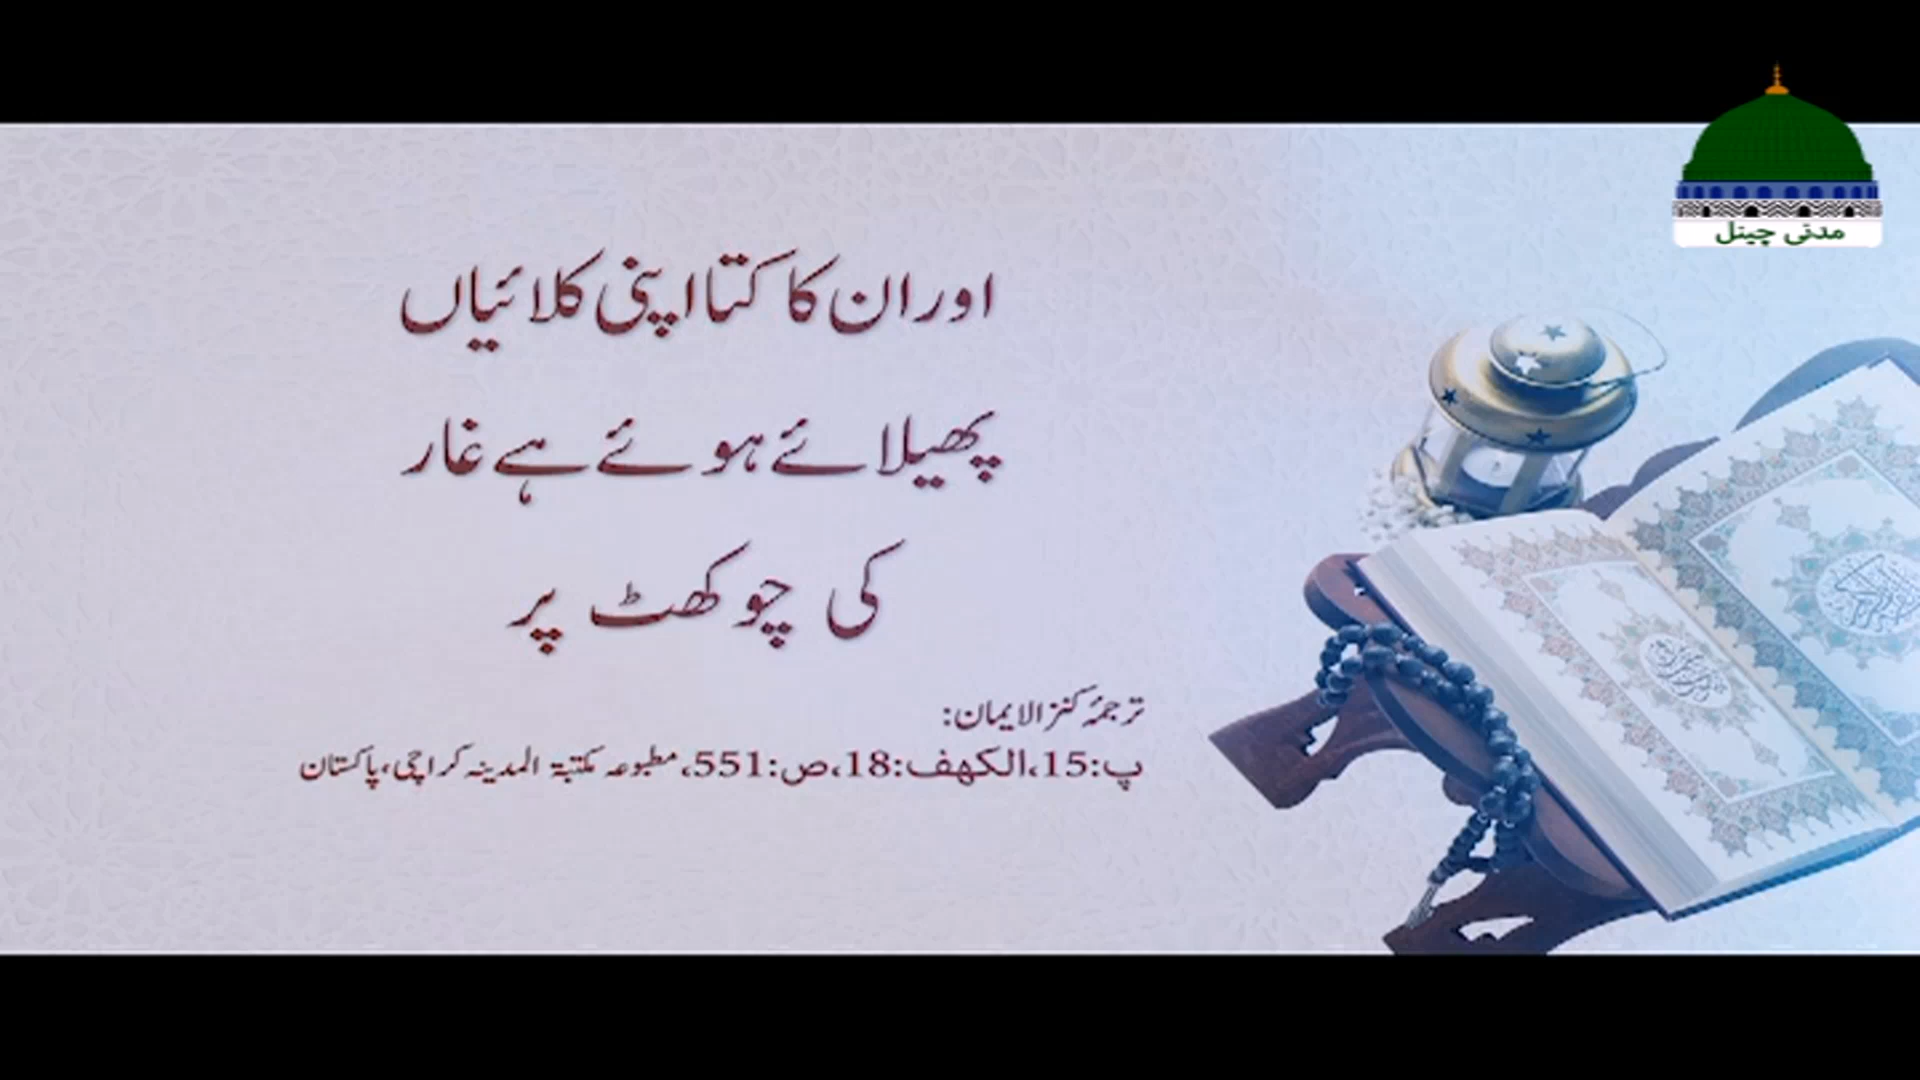 مدنی چینل
اور ان کا کتا اپنی کلائیاں
پھیلائے ہوئے ہے غار
کی چوکھٹ پر
ترجمۂ کنز الایمان:
پ:15،الکھف:18،ص:551،مطبوعہ مکتبۃ المدینہ کراچی،پاکستان